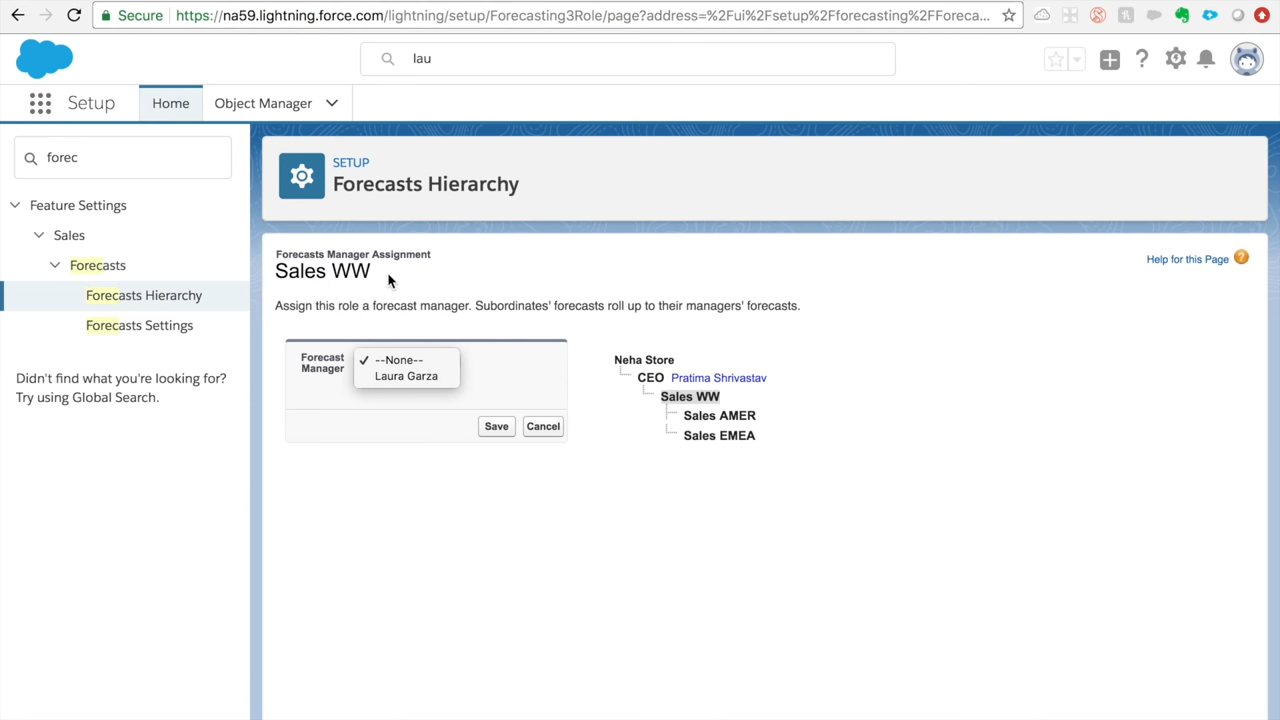 Secure
https://na59.lightning.force.com/lightning/setup/Forecasting3Role/page?address=%2Fui%2Fsetup%2Fforecasting%2FForeca...
lau
Setup
Home
Object Manager
forec
Feature Settings
Sales
Forecasts
Forecasts Hierarchy
Forecasts Settings
Didn't find what you're looking for?
Try using Global Search.
SETUP
Forecasts Hierarchy
Forecasts Manager Assignment
Sales WW
Help for this Page ?
Assign this role a forecast manager. Subordinates' forecasts roll up to their managers' forecasts.
Forecast
Manager
--None--
Laura Garza
Save
Cancel
Neha Store
CEO Pratima Shrivastav
Sales WW
Sales AMER
Sales EMEA